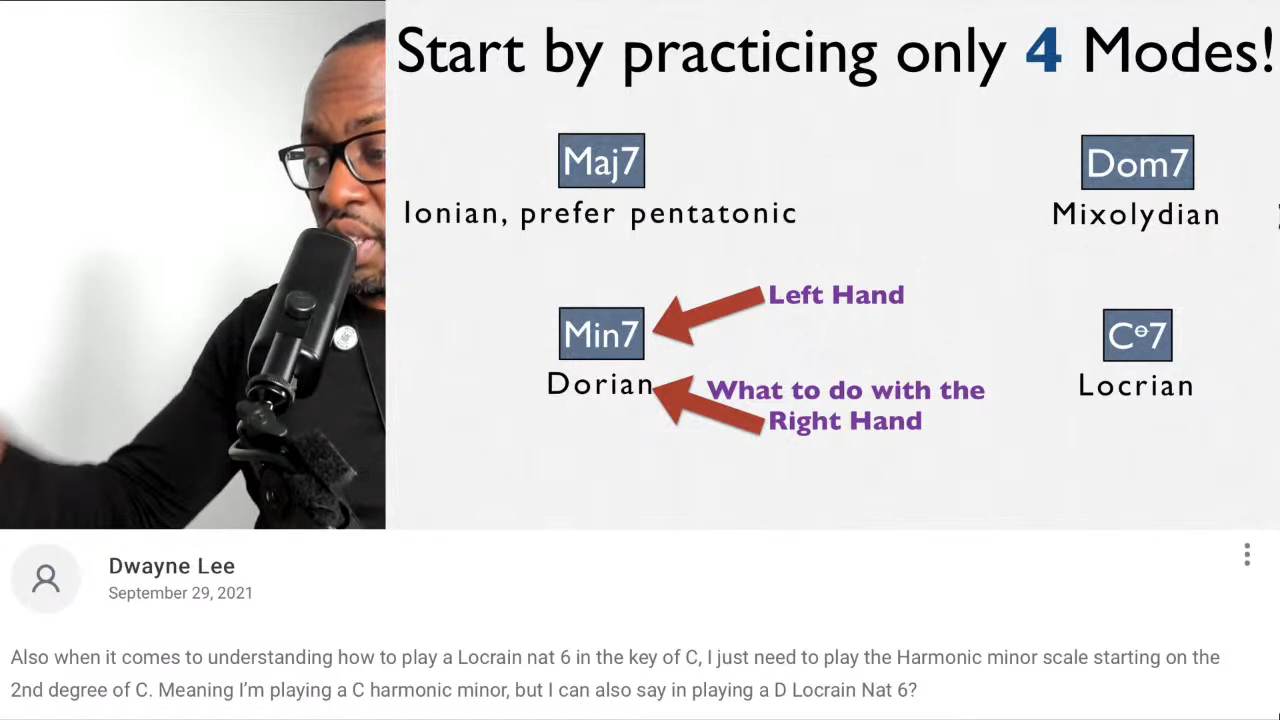 Start by practicing only 4 Modes!
Maj7
Dom7
Ionian, prefer pentatonic
Mixolydian
Left Hand
Min7
C⦵7
Dorian
What to do with the
Right Hand
Locrian
Dwayne Lee
September 29, 2021
Also when it comes to understanding how to play a Locrain nat 6 in the key of C, I just need to play the Harmonic minor scale starting on the
2nd degree of C. Meaning I’m playing a C harmonic minor, but I can also say in playing a D Locrain Nat 6?